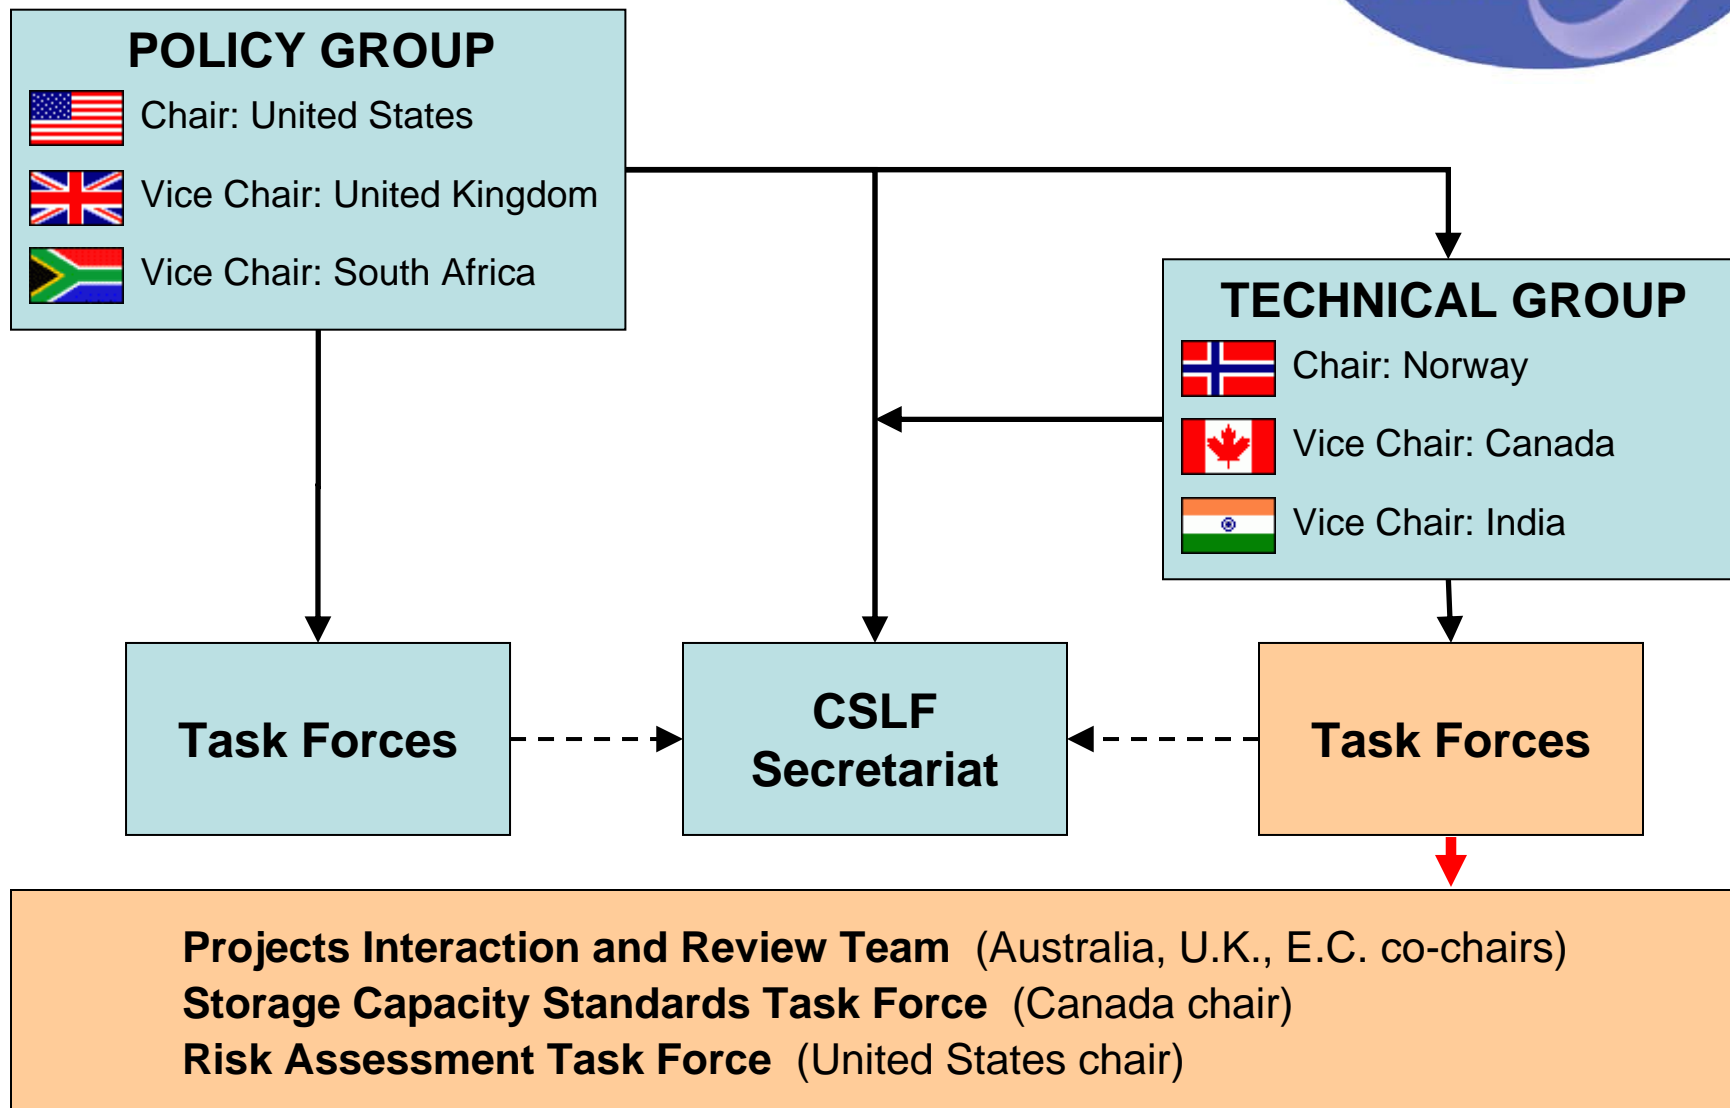 POLICY GROUP
Chair: United States
Vice Chair: United Kingdom
Vice Chair: South Africa
TECHNICAL GROUP
Chair: Norway
Vice Chair: Canada
Vice Chair: India
Task Forces
CSLF
Secretariat
Task Forces
Projects Interaction and Review Team (Australia, U.K., E.C. co-chairs)
Storage Capacity Standards Task Force (Canada chair)
Risk Assessment Task Force (United States chair)